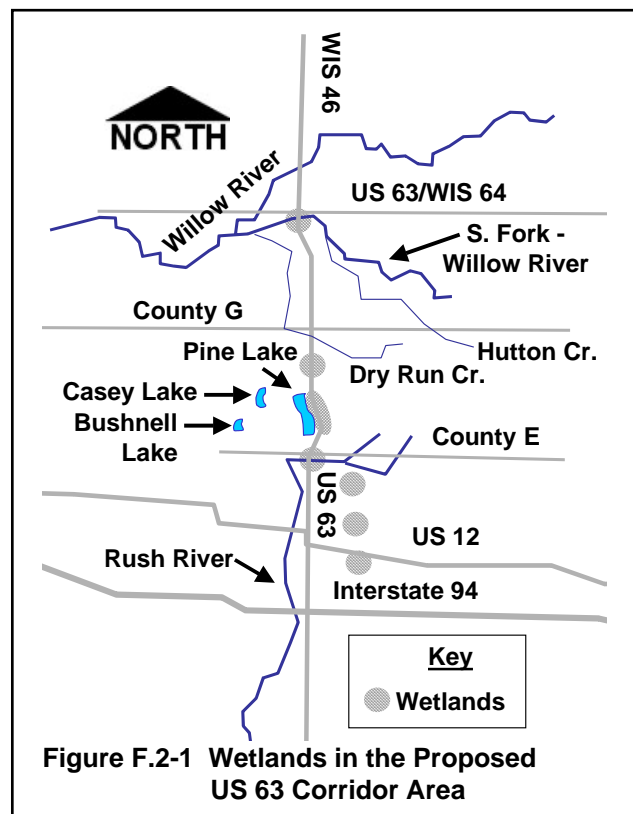 WIS 46
NORTH
Willow River
US 63/WIS 64
S. Fork -
Willow River
County G
Pine Lake
Hutton Cr.
Dry Run Cr.
Casey Lake
Bushnell
Lake
County E
US 63
US 12
Rush River
Interstate 94
Key
Wetlands
Figure F.2-1 Wetlands in the Proposed
US 63 Corridor Area